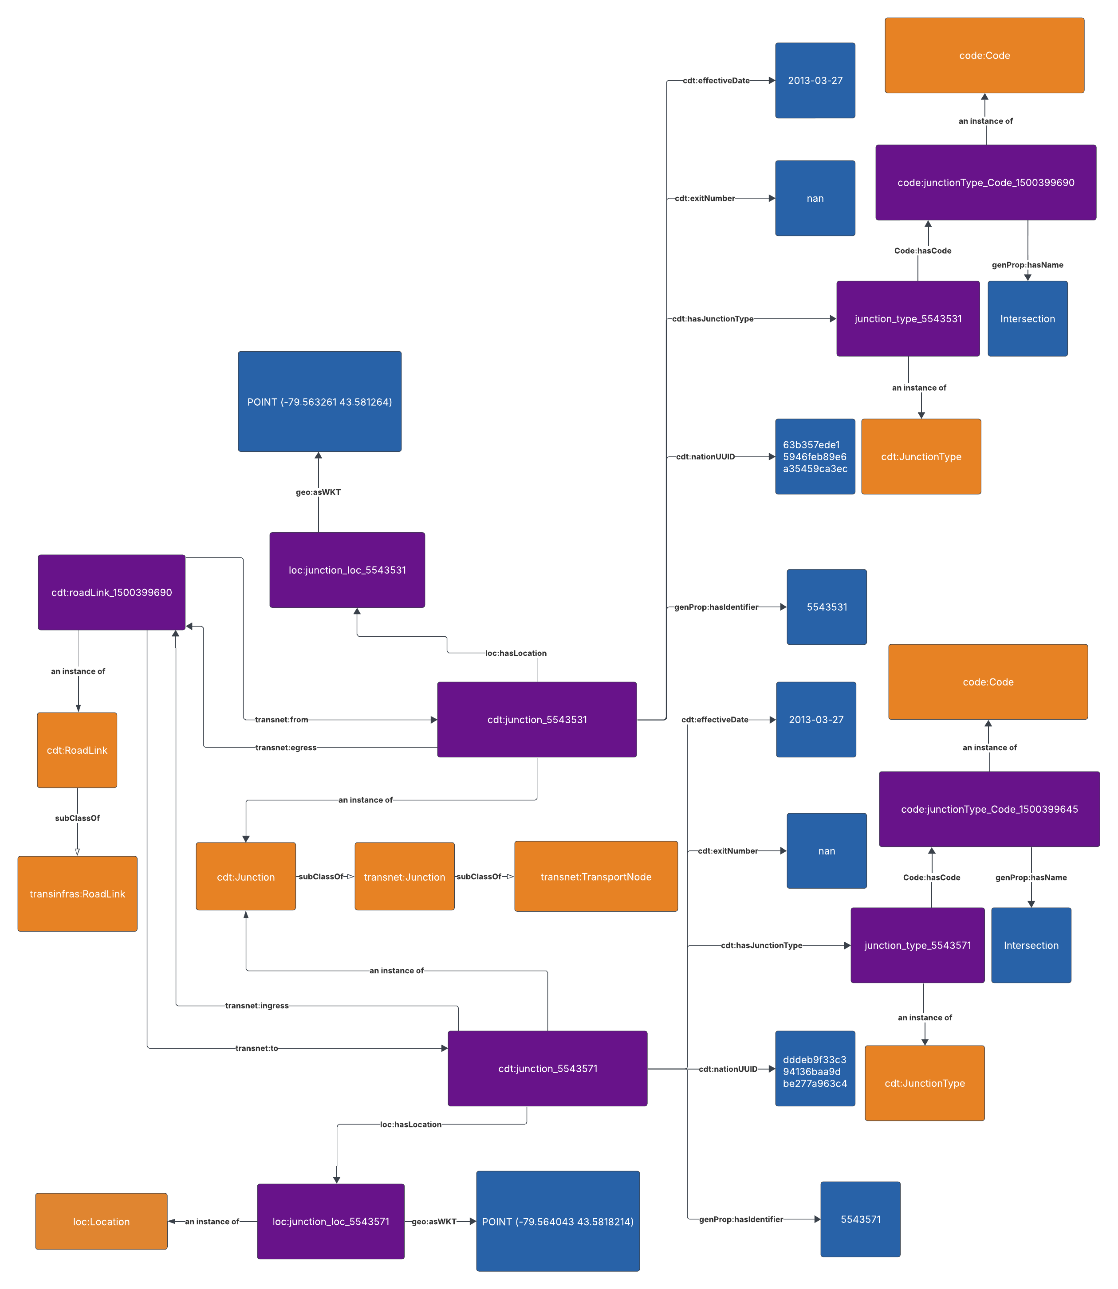 code:Code
cdt:effectiveDate
2013-03-27
an instance of
cdt:exitNumber
nan
code:junctionType_Code_1500399690
Code:hasCode
genProp:hasName
cdt:hasJunctionType
junction_type_5543531
Intersection
an instance of
POINT (-79.563261 43.581264)
cdt:nationUUID
63b357ede1
5946feb89e6
a35459ca3ec
cdt:JunctionType
geo:asWKT
loc:junction_loc_5543531
cdt:roadLink_1500399690
genProp:hasIdentifier
5543531
loc:hasLocation
an instance of
code:Code
transnet:from
cdt:junction_5543531
cdt:effectiveDate
2013-03-27
transnet:egress
cdt:RoadLink
an instance of
an instance of
subClassOf
code:junctionType_Code_1500399645
cdt:exitNumber
nan
cdt:Junction
subClassOf
transnet:Junction
subClassOf
transnet:TransportNode
transinfras:RoadLink
Code:hasCode
genProp:hasName
cdt:hasJunctionType
junction_type_5543571
Intersection
an instance of
transnet:ingress
an instance of
transnet:to
cdt:junction_5543571
cdt:nationUUID
dddeb9f33c3
94136baa9d
be277a963c4
cdt:JunctionType
loc:hasLocation
loc:Location
an instance of
loc:junction_loc_5543571
geo:asWKT
POINT (-79.564043 43.5818214)
genProp:hasIdentifier
5543571